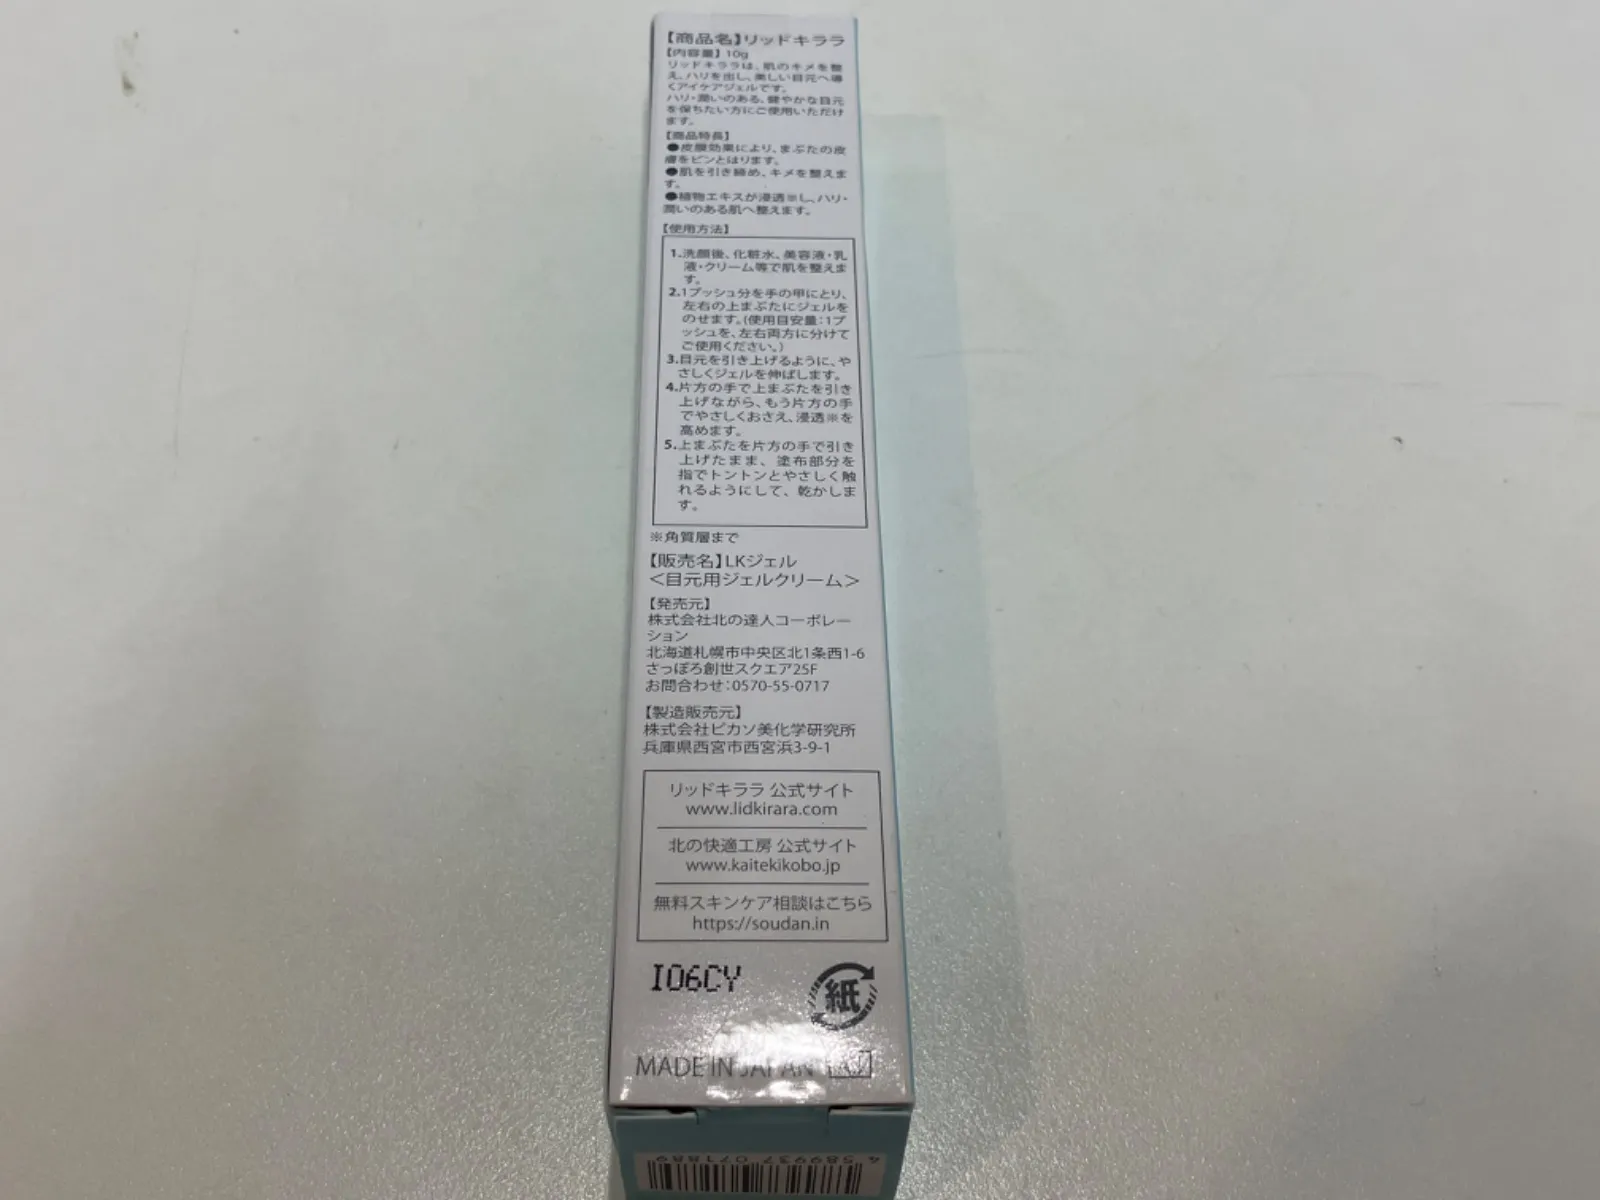 【商品名】リッドキララ
【内容量】10g
リッドキララは、肌のキメを整
え、ハリを出し、美しい目元へ導
くアイケアジェルです。
ハリ・潤いのある、健やかな目元
を保ちたい方にご使用いただけ
ます。
【商品特長】
●皮膜効果により、まぶたの皮
膚をピンとはります。
●肌を引き締め、キメを整えま
す。
●植物エキスが浸透※し、ハリ・
潤いのある肌へ整えます。
【使用方法】
1.洗顔後、化粧水、美容液・乳
液・クリーム等で肌を整えま
す。
2.1プッシュ分を手の甲にとり、
左右の上まぶたにジェルを
のせます。(使用目安量:1プ
ッシュを、左右両方に分けて
ご使用ください。)
3.目元を引き上げるように、や
さしくジェルを伸ばします。
4.片方の手で上まぶたを引き
上げながら、もう片方の手
でやさしくおさえ、浸透※を
高めます。
5.上まぶたを片方の手で引き
上げたまま、塗布部分を
指でトントンとやさしく触
れるようにして、乾かしま
す。
※角質層まで
【販売名】LKジェル
<目元用ジェルクリーム>
【発売元】
株式会社北の達人コーポレー
ション
北海道札幌市中央区北1条西1-6
さっぽろ創世スクエア25F
お問合わせ:0570-55-0717
【製造販売元】
株式会社ピカソ美化学研究所
兵庫県西宮市西宮浜3-9-1
リッドキララ 公式サイト
www.lidkirara.com
北の快適工房 公式サイト
www.kaitekikobo.jp
無料スキンケア相談はこちら
https://soudan.in
I06CY
紙
MADE IN JAPAN
4 589937 071889